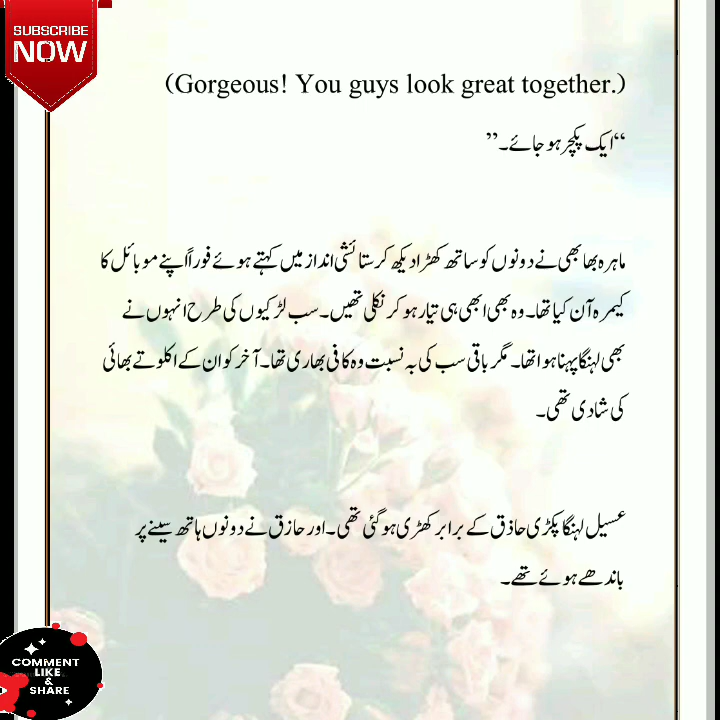 SUBSCRIBE
NOW
(Gorgeous! You guys look great together.)
“ایک پکچر ہو جائے۔”
ماہرہ بھابھی نے دونوں کو ساتھ کھڑا دیکھ کر ستائشی انداز میں کہتے ہوئے فوراً اپنے موبائل کا
کیمرہ آن کیا تھا۔ وہ بھی ابھی ہی تیار ہو کر نکلی تھیں۔ سب لڑکیوں کی طرح انہوں نے
بھی لہنگا پہنا ہوا تھا۔ مگر باقی سب کی بہ نسبت وہ کافی بھاری تھا۔ آخر کو ان کے اکلوتے بھائی
کی شادی تھی۔
عسیل لہنگا پکڑی حاذق کے برابر کھڑی ہو گئی تھی۔ اور حازق نے دونوں ہاتھ سینے پر
باندھے ہوئے تھے۔
COMMENT
LIKE
&
SHARE